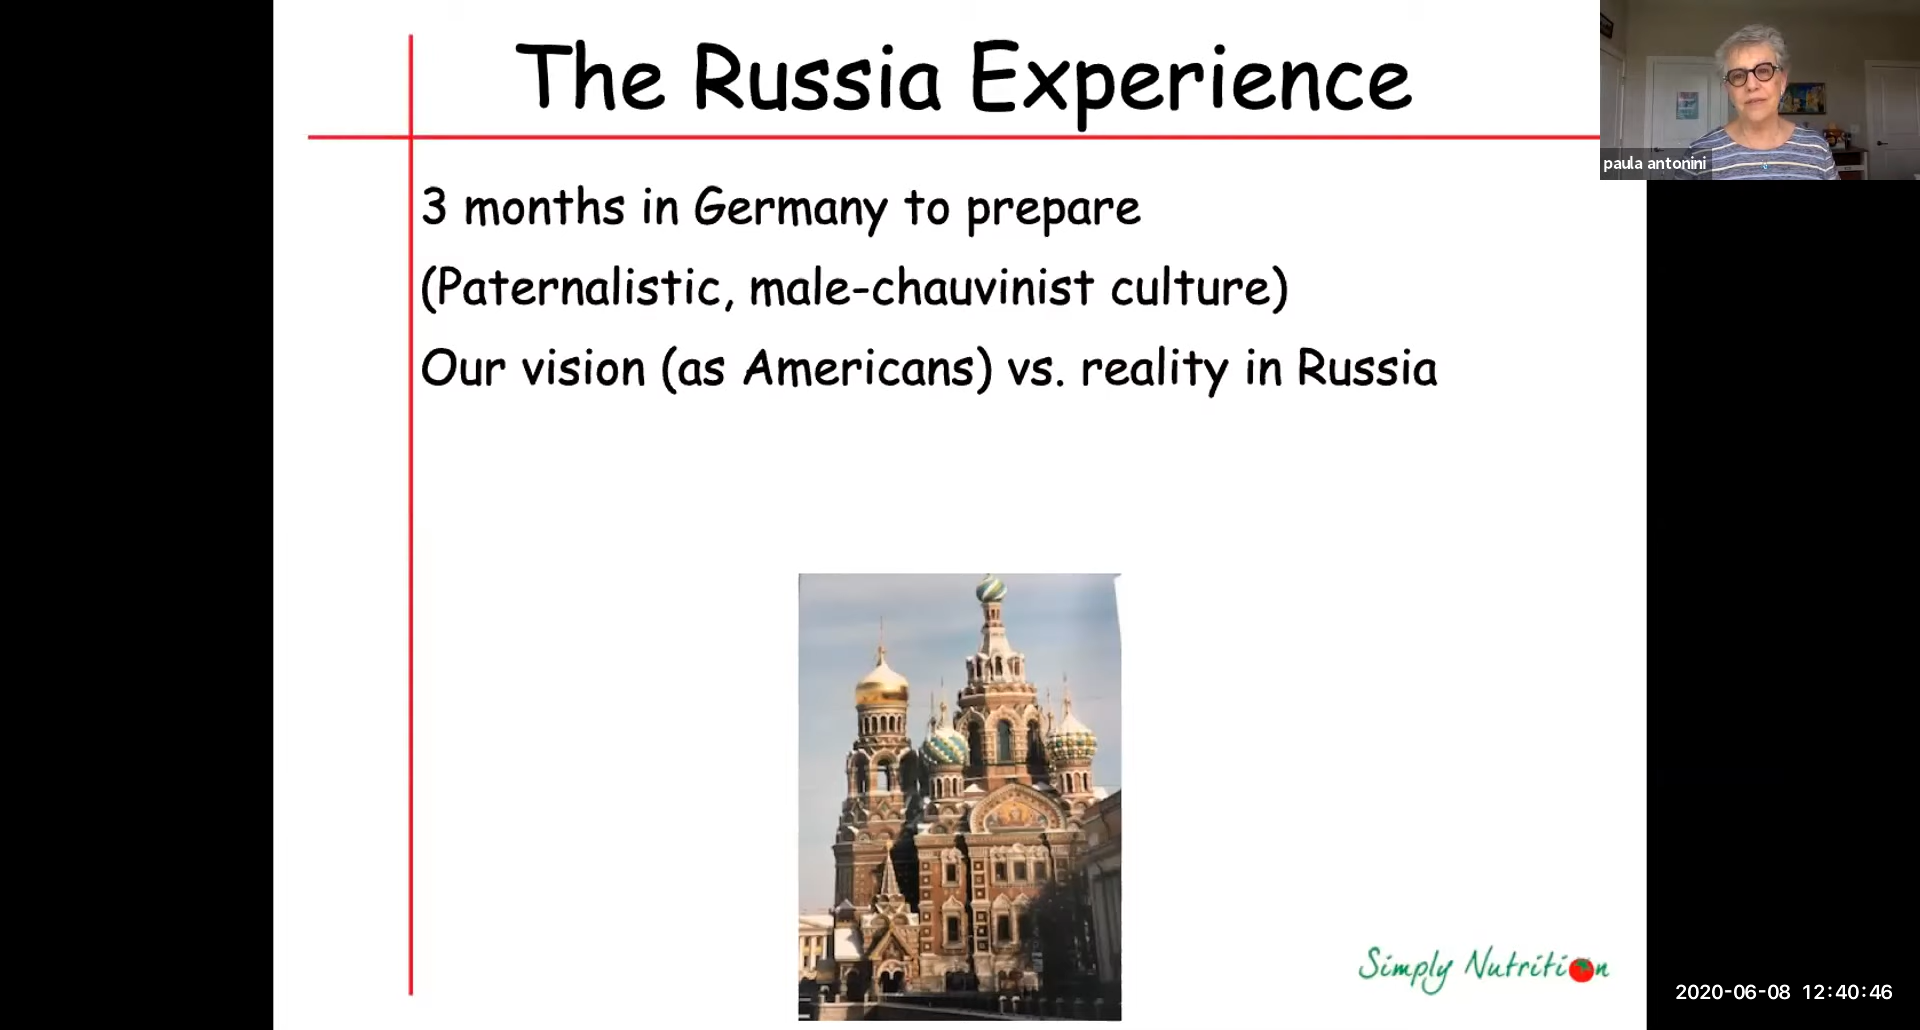 The Russia Experience
paula antonini
3 months in Germany to prepare
(Paternalistic, male-chauvinist culture)
Our vision (as Americans) vs. reality in Russia
Simply Nutrition
2020-06-08 12:40:46